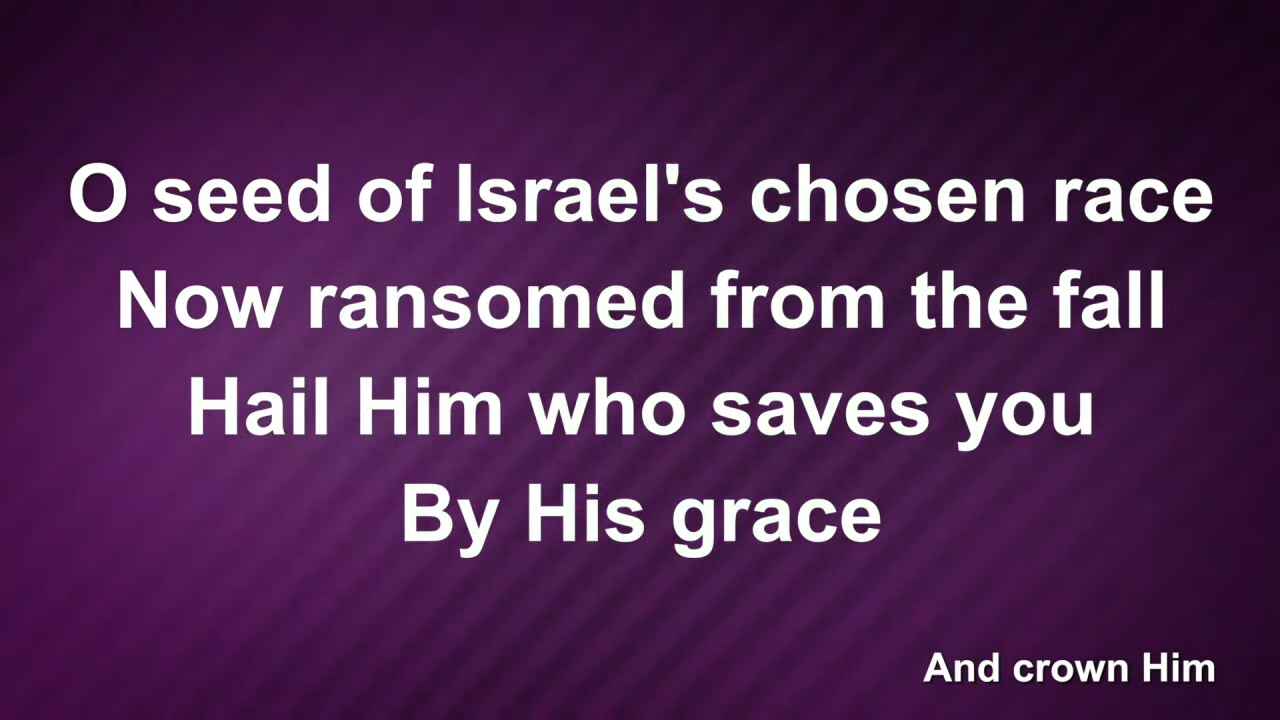 O seed of Israel's chosen race
Now ransomed from the fall
Hail Him who saves you
By His grace
And crown Him